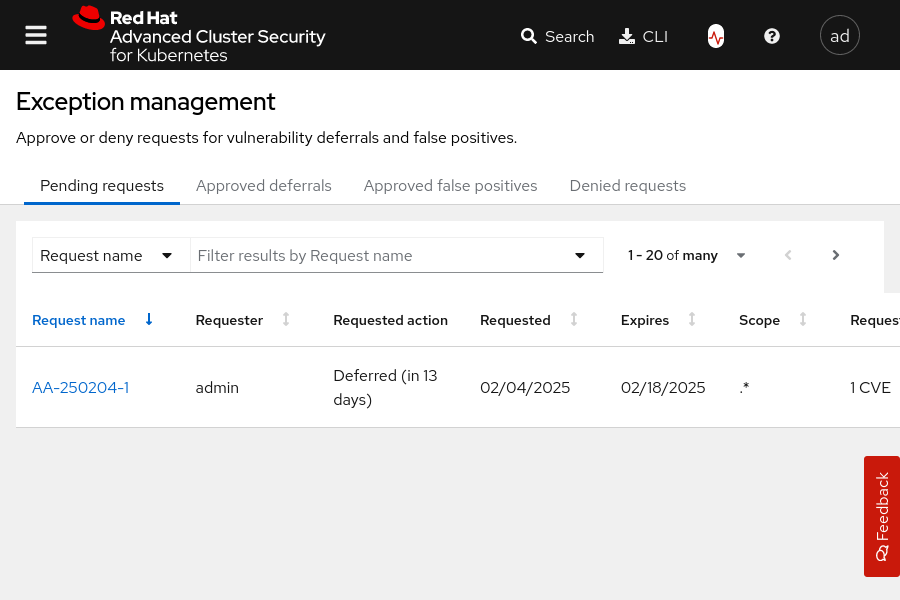 Red Hat
Advanced Cluster Security
for Kubernetes
Search
CLI
ad
Exception management
Approve or deny requests for vulnerability deferrals and false positives.
Pending requests
Approved deferrals
Approved false positives
Denied requests
Request name
Filter results by Request name
1 - 20 of many
Request name
Requester
Requested action
Requested
Expires
Scope
Reques
AA-250204-1
admin
Deferred (in 13
days)
02/04/2025
02/18/2025
.*
1 CVE
Feedback